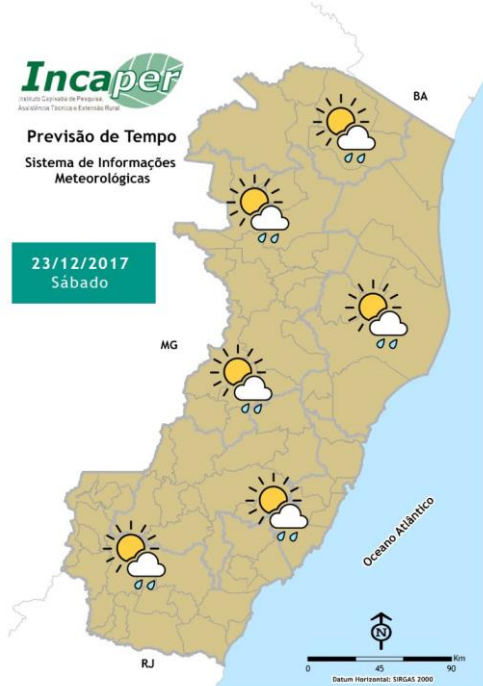 Incaper
Instituto Capixaba de Pesquisa,
Assistência Técnica e Extensão Rural
Previsão de Tempo
Sistema de Informações
Meteorológicas
23/12/2017
Sábado
BA
MG
Oceano Atlântico
RJ
N
Km
0 45 90
Datum Horizontal: SIRGAS 2000